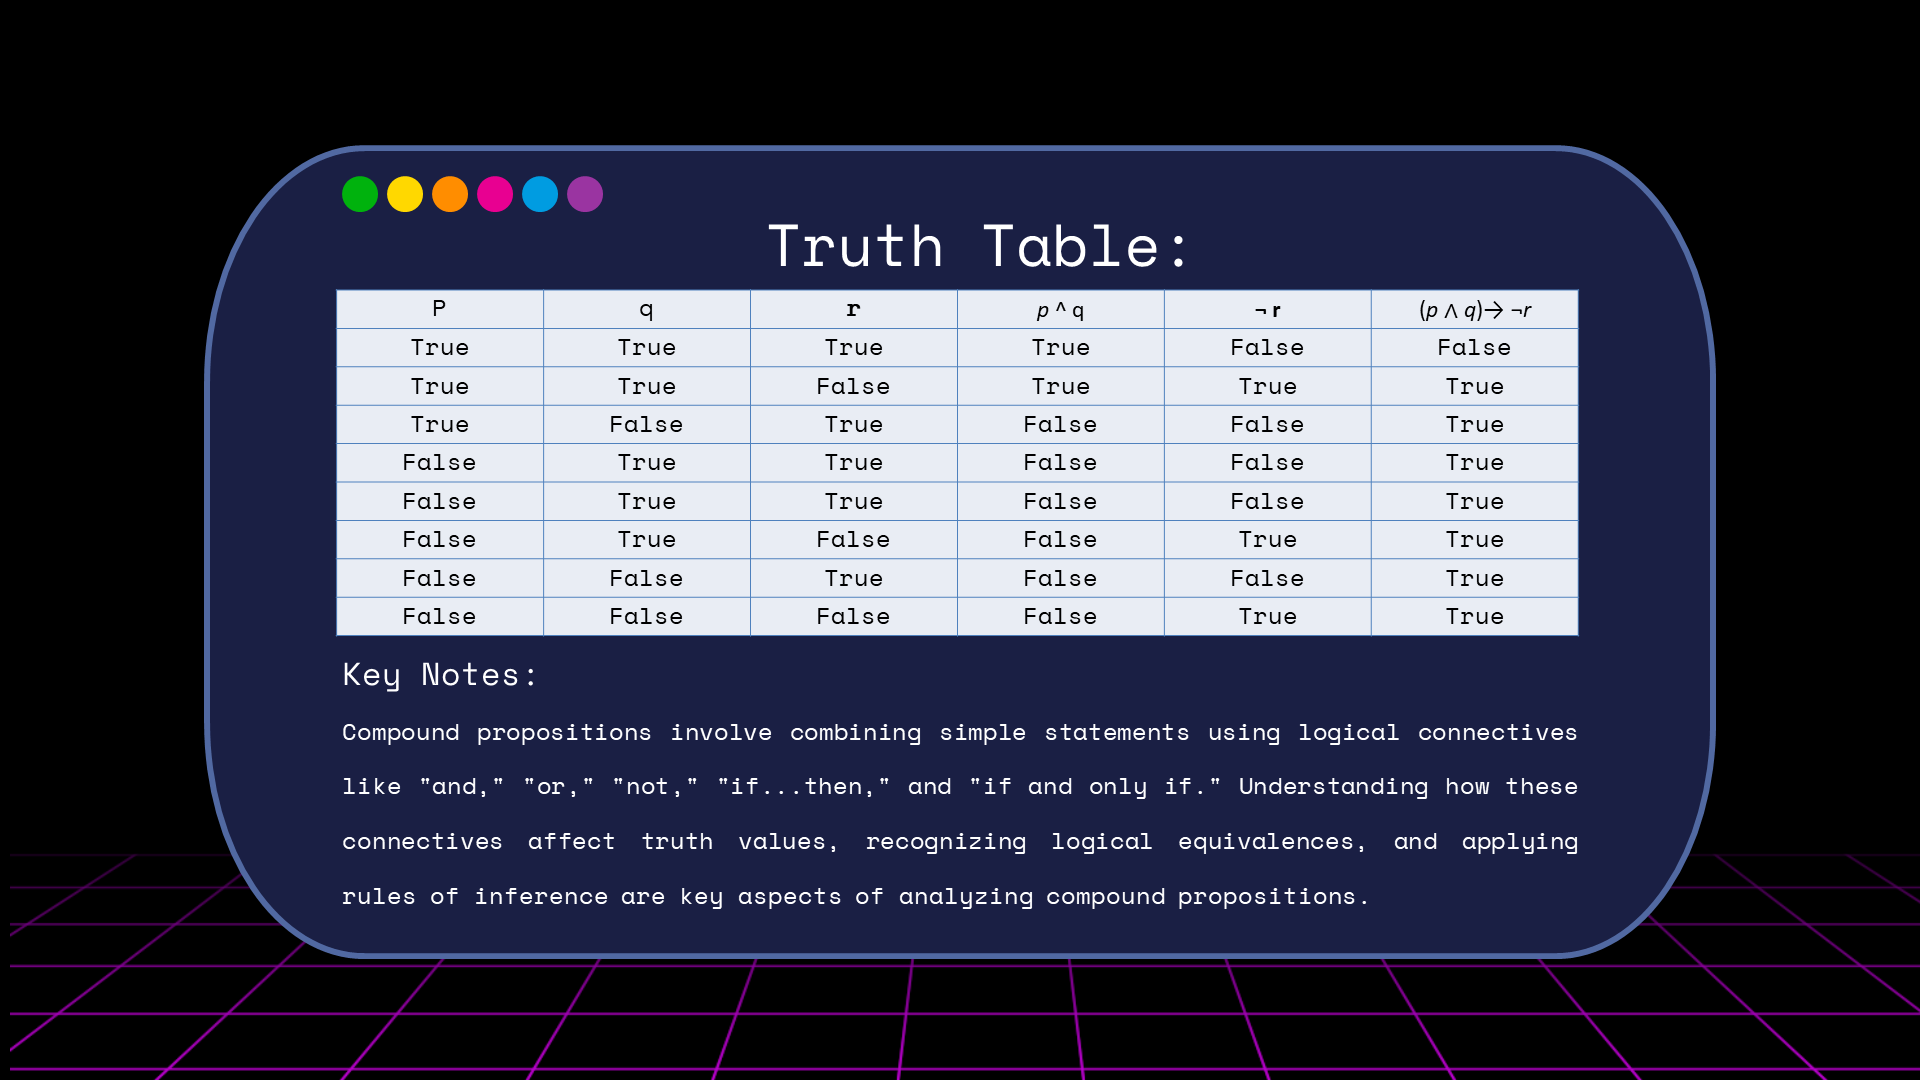 Truth Table:
P q r p ^ q ¬ r (p ∧ q)→ ¬r
True True True True False False
True True False True True True
True False True False False True
False True True False False True
False True True False False True
False True False False True True
False False True False False True
False False False False True True
Key Notes:
Compound propositions involve combining simple statements using logical connectives
like "and," "or," "not," "if...then," and "if and only if." Understanding how these
connectives affect truth values, recognizing logical equivalences, and applying
rules of inference are key aspects of analyzing compound propositions.